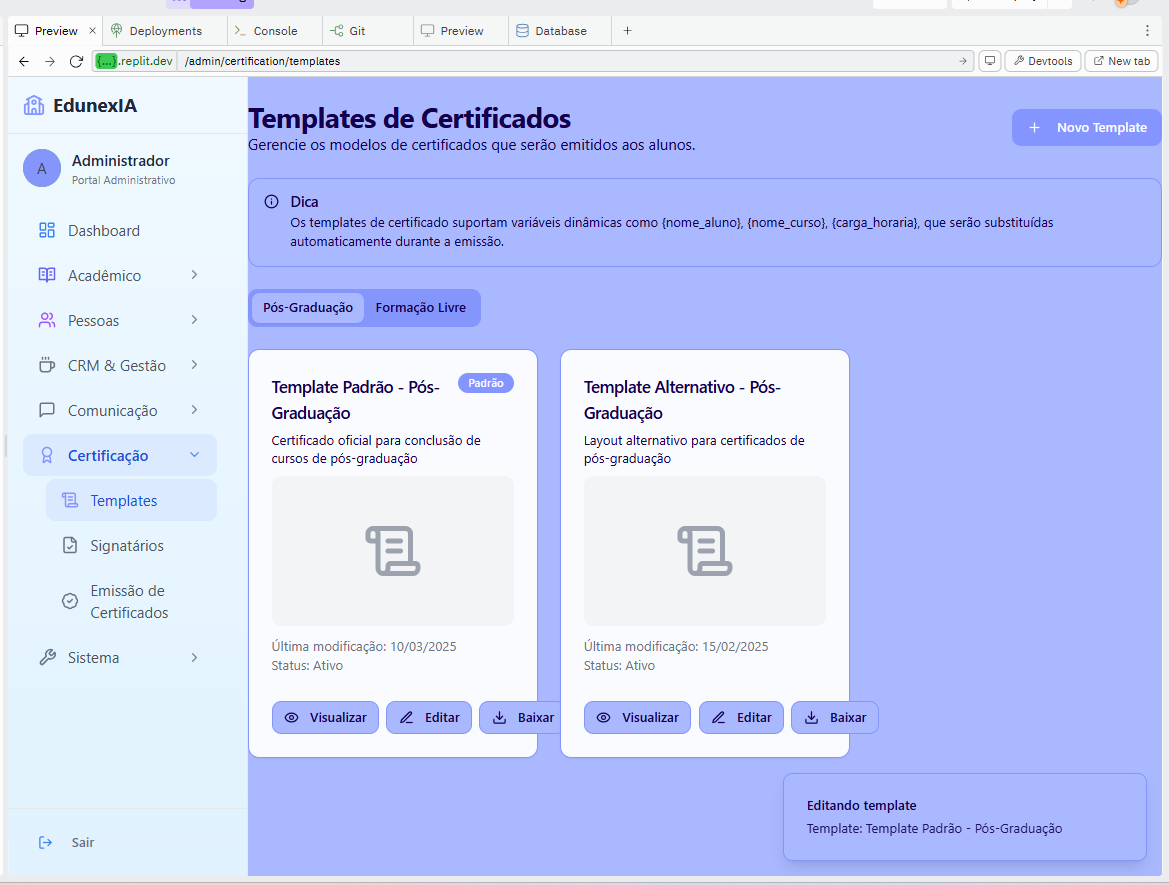 Preview
Deployments
Console
Git
Preview
Database
{...}.replit.dev
/admin/certification/templates
Devtools
New tab
EdunexIA
A
Administrador
Portal Administrativo
Dashboard
Acadêmico
Pessoas
CRM & Gestão
Comunicação
Certificação
Templates
Signatários
Emissão de
Certificados
Sistema
Sair
Templates de Certificados
Gerencie os modelos de certificados que serão emitidos aos alunos.
Novo Template
Dica
Os templates de certificado suportam variáveis dinâmicas como {nome_aluno}, {nome_curso}, {carga_horaria}, que serão substituídas
automaticamente durante a emissão.
Pós-Graduação
Formação Livre
Template Padrão - Pós-
Graduação
Padrão
Certificado oficial para conclusão de
cursos de pós-graduação
Última modificação: 10/03/2025
Status: Ativo
Visualizar
Editar
Baixar
Template Alternativo - Pós-
Graduação
Layout alternativo para certificados de
pós-graduação
Última modificação: 15/02/2025
Status: Ativo
Visualizar
Editar
Baixar
Editando template
Template: Template Padrão - Pós-Graduação